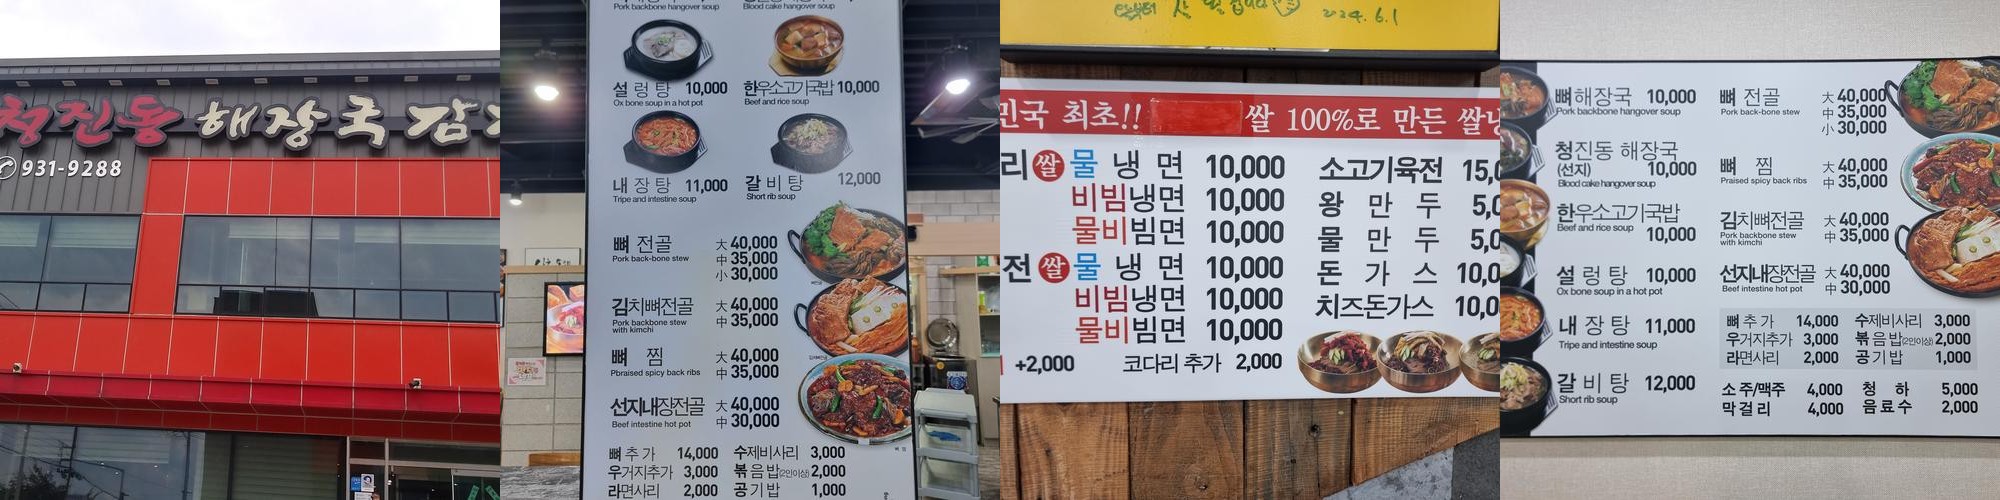 청진동 해장국 감
931-9288
Pork backbone hangover soup
Blood cake hangover soup
설렁탕 10,000
Ox bone soup in a hot pot
한우소고기국밥 10,000
Beef and rice soup
내장탕 11,000
Tripe and intestine soup
갈비탕 12,000
Short rib soup
뼈 전골 大 40,000
Pork back-bone stew 中 35,000
小 30,000
김치뼈전골 大 40,000
Pork backbone stew with kimchi 中 35,000
뼈 찜 大 40,000
Pbraised spicy back ribs 中 35,000
선지내장전골 大 40,000
Beef intestine hot pot 中 30,000
뼈추가 14,000 수제비사리 3,000
우거지추가 3,000 볶음밥(2인이상) 2,000
라면사리 2,000 공기밥 1,000
2024.6.1
민국 최초!! 쌀 100%로 만든 쌀냉
리 쌀 물냉면 10,000 소고기육전 15,0
비빔냉면 10,000 왕만두 5,0
물비빔면 10,000 물만두 5,0
전 쌀 물냉면 10,000 돈가스 10,0
비빔냉면 10,000 치즈돈가스 10,0
물비빔면 10,000
+2,000 코다리 추가 2,000
뼈해장국 10,000
Pork backbone hangover soup
청진동 해장국
(선지) 10,000
Blood cake hangover soup
한우소고기국밥
Beef and rice soup
10,000
설렁탕 10,000
Ox bone soup in a hot pot
내장탕 11,000
Tripe and intestine soup
갈비탕 12,000
Short rib soup
뼈 전골 大 40,000
Pork back-bone stew 中 35,000
小 30,000
뼈 찜 大 40,000
Praised spicy back ribs 中 35,000
김치뼈전골 大 40,000
Pork backbone stew with kimchi 中 35,000
선지내장전골 大 40,000
Beef intestine hot pot 中 30,000
뼈추가 14,000 수제비사리 3,000
우거지추가 3,000 볶음밥(2인이상) 2,000
라면사리 2,000 공기밥 1,000
소주/맥주 4,000 청하 5,000
막걸리 4,000 음료수 2,000